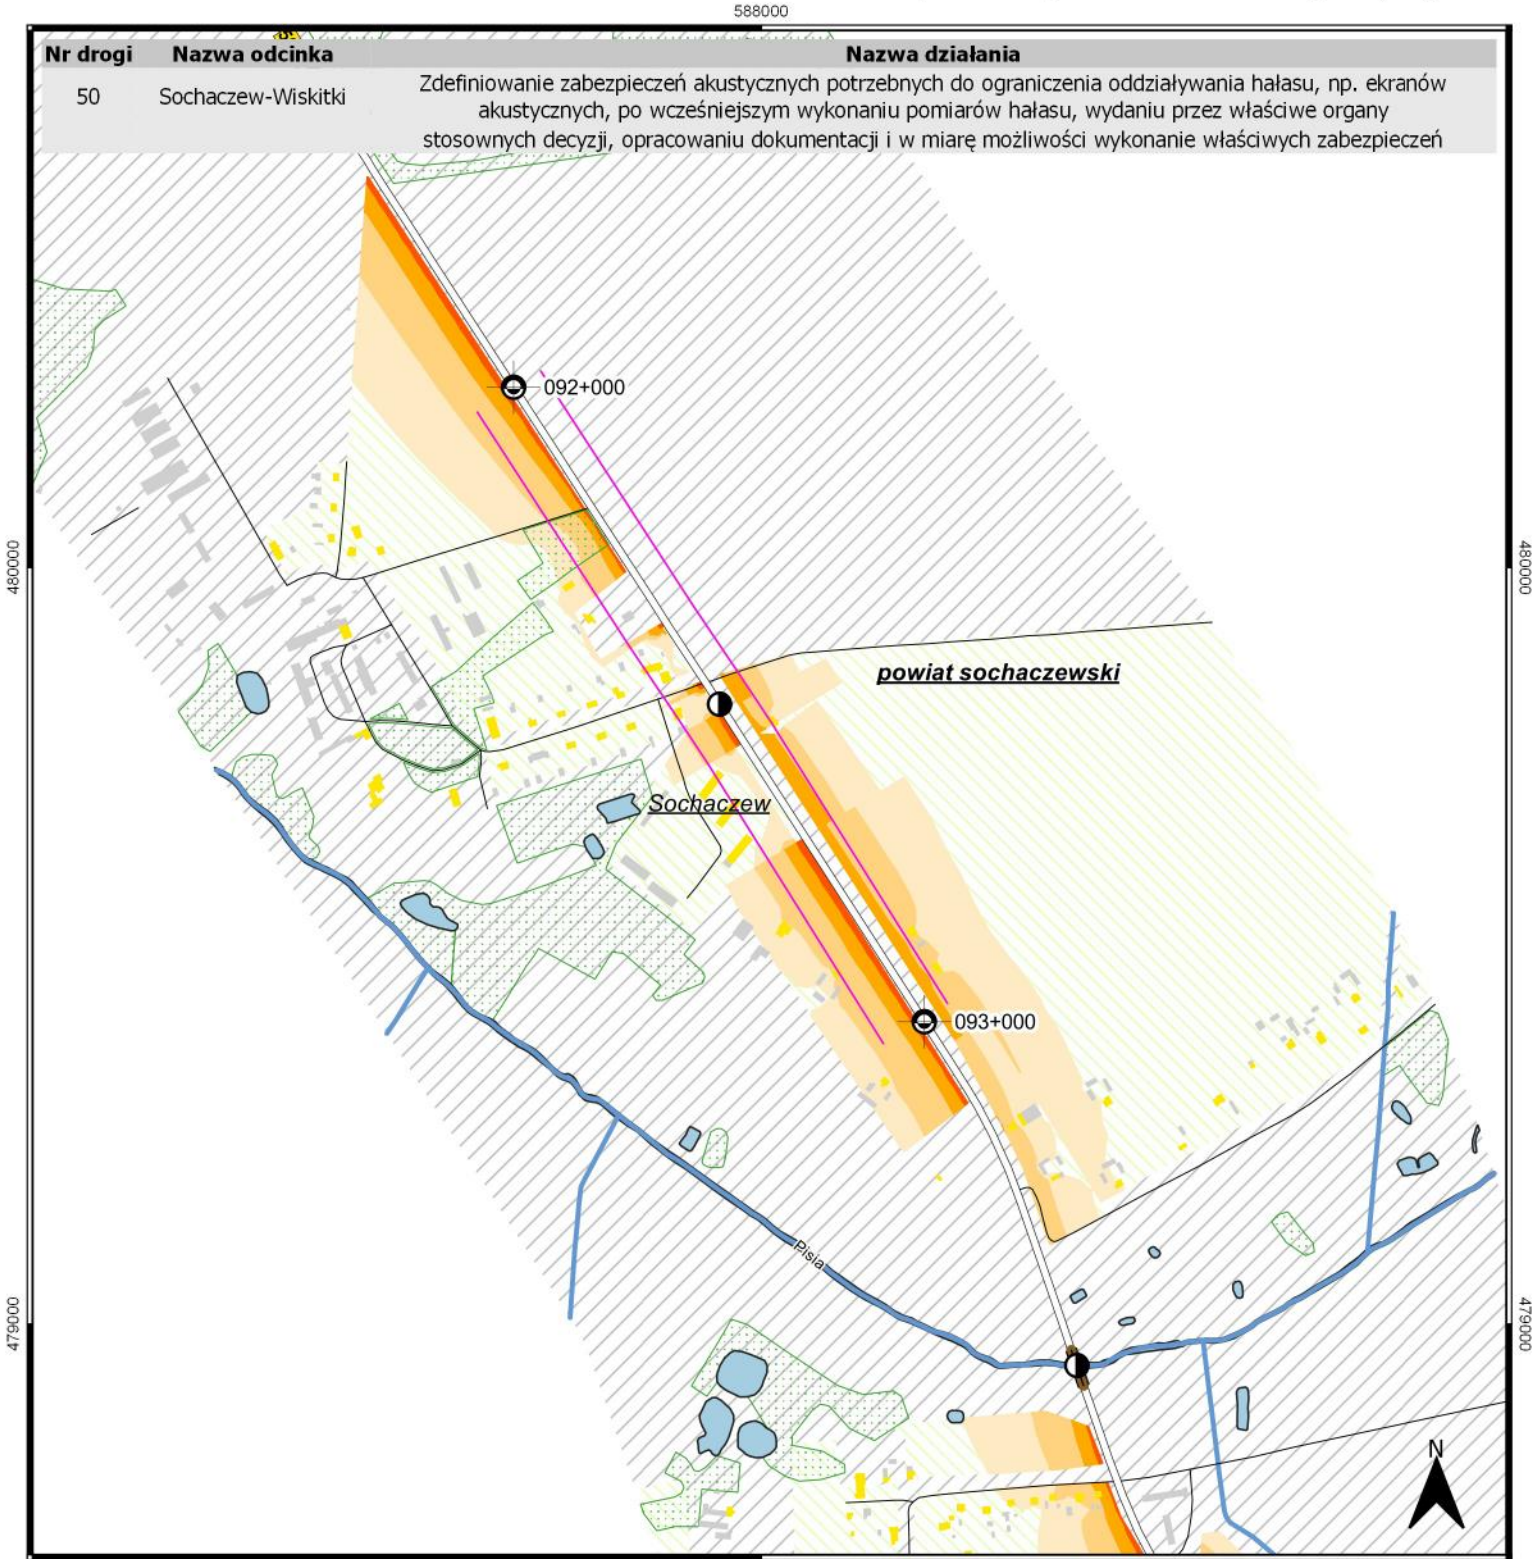 588000
Nr drogi Nazwa odcinka Nazwa działania
50 Sochaczew-Wiskitki Zdefiniowanie zabezpieczeń akustycznych potrzebnych do ograniczenia oddziaływania hałasu, np. ekranów
akustycznych, po wcześniejszym wykonaniu pomiarów hałasu, wydaniu przez właściwe organy
stosownych decyzji, opracowaniu dokumentacji i w miarę możliwości wykonanie właściwych zabezpieczeń
092+000
480000
480000
powiat sochaczewski
Sochaczew
093+000
Pisia
479000
479000
N